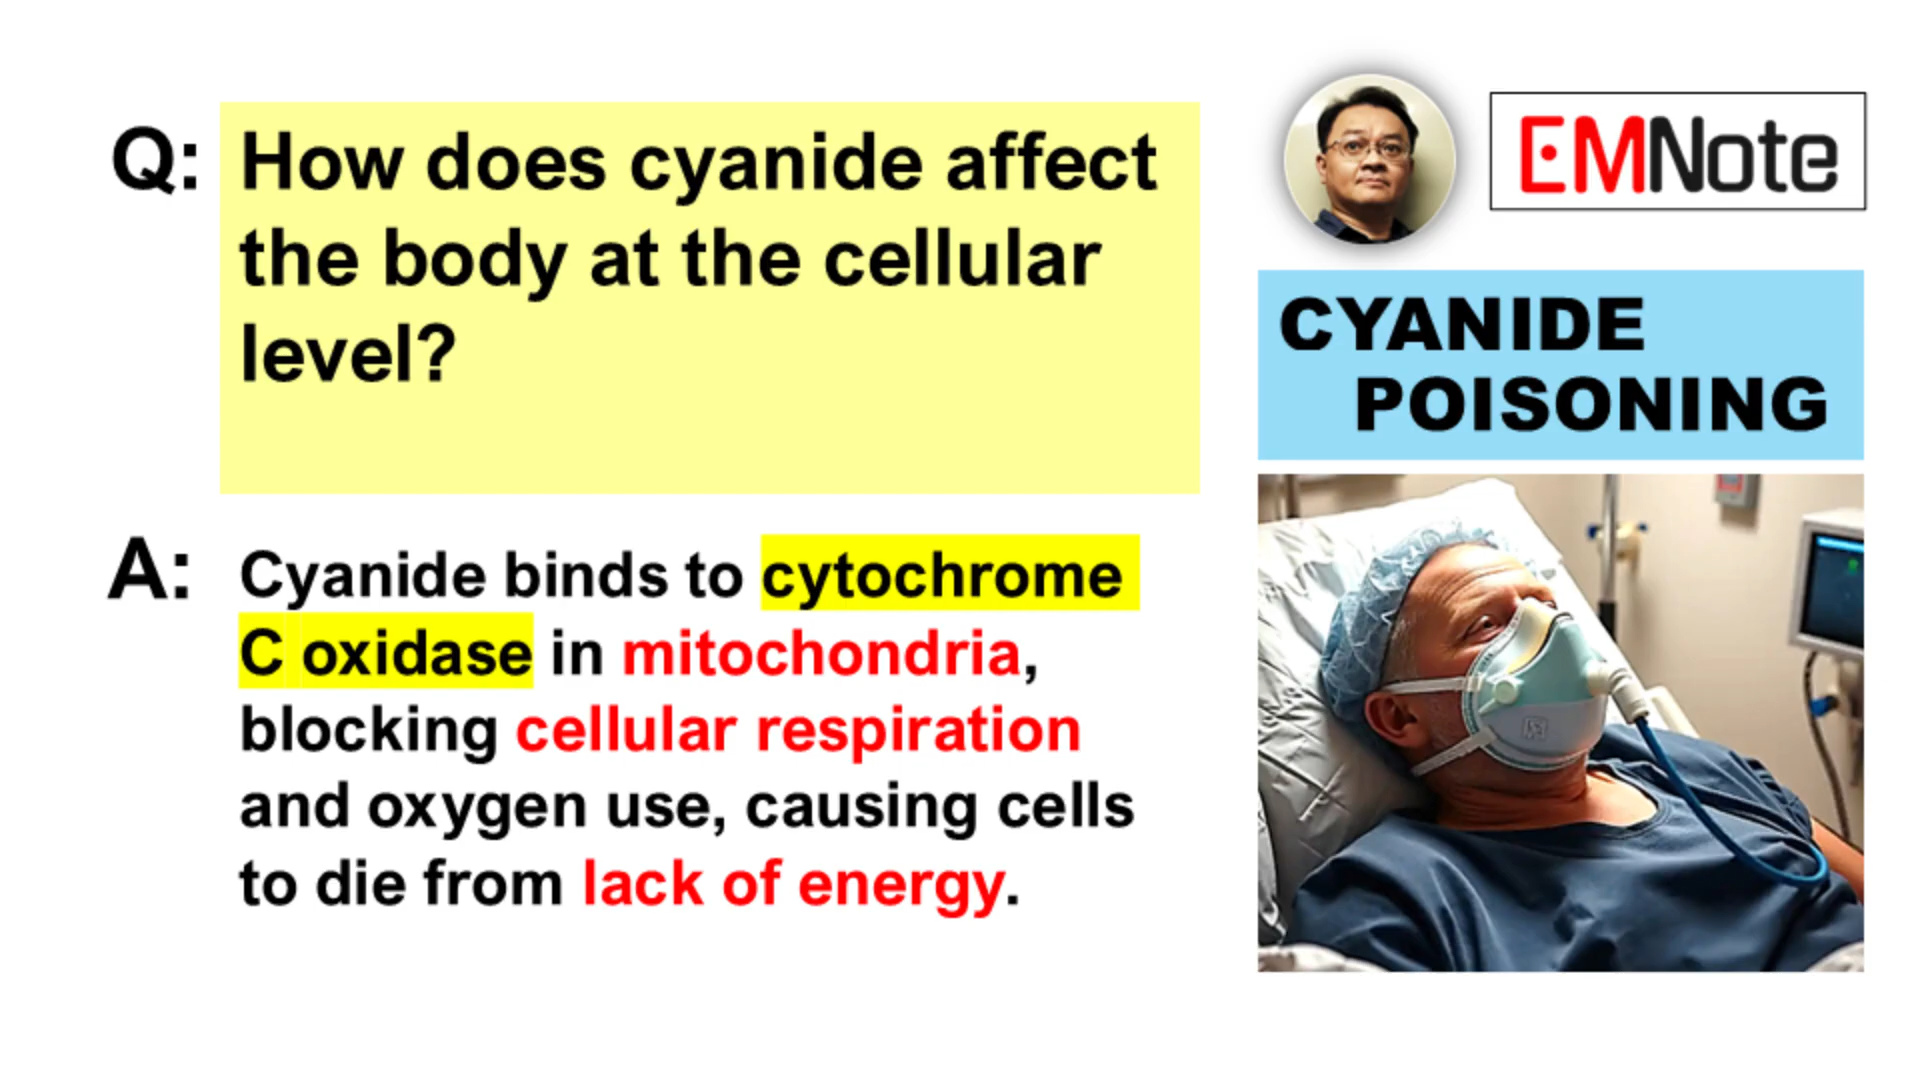 Q: How does cyanide affect
the body at the cellular
level?
A: Cyanide binds to cytochrome
C oxidase in mitochondria,
blocking cellular respiration
and oxygen use, causing cells
to die from lack of energy.
EMNote
CYANIDE
POISONING